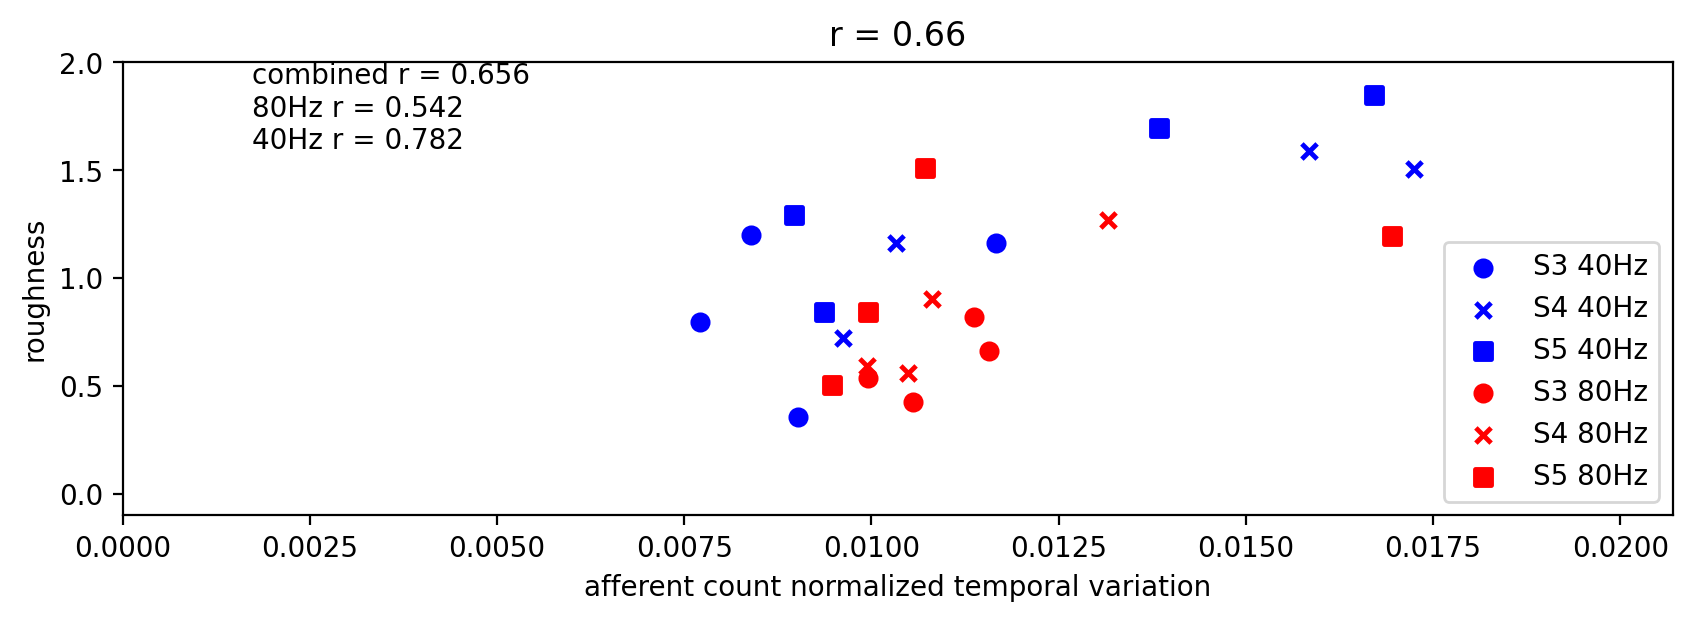 r = 0.66
combined r = 0.656
80Hz r = 0.542
40Hz r = 0.782
2.0
1.5
1.0
0.5
0.0
roughness
S3 40Hz
S4 40Hz
S5 40Hz
S3 80Hz
S4 80Hz
S5 80Hz
0.0000 0.0025 0.0050 0.0075 0.0100 0.0125 0.0150 0.0175 0.0200
afferent count normalized temporal variation